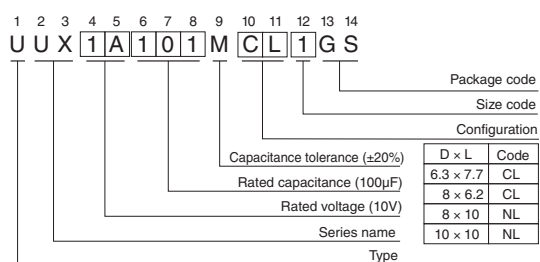 1 2 3 4 5 6 7 8 9 10 11 12 13 14
U U X 1 A 1 0 1 M C L 1 G S
Package code
Size code
Configuration
Capacitance tolerance (±20%)
Rated capacitance (100µF)
Rated voltage (10V)
Series name
Type
D × L Code
6.3 × 7.7 CL
8 × 6.2 CL
8 × 10 NL
10 × 10 NL